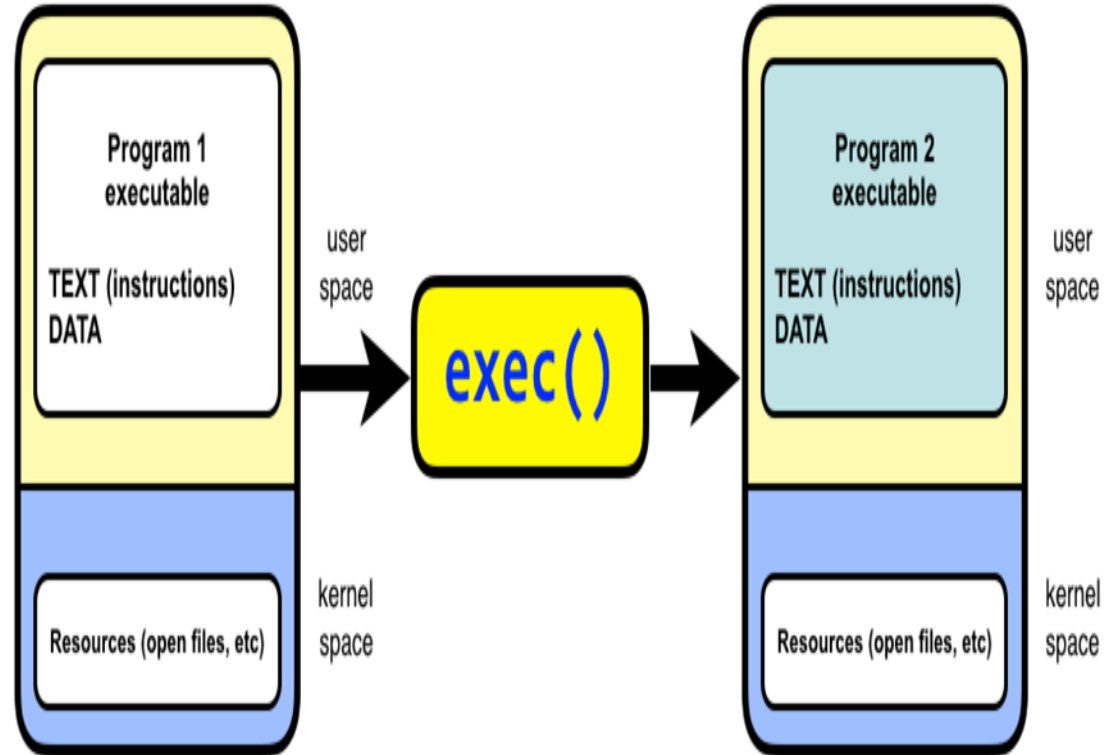 Program 1
executable
TEXT (instructions)
DATA
user
space
Resources (open files, etc)
kernel
space
exec()
Program 2
executable
TEXT (instructions)
DATA
user
space
Resources (open files, etc)
kernel
space